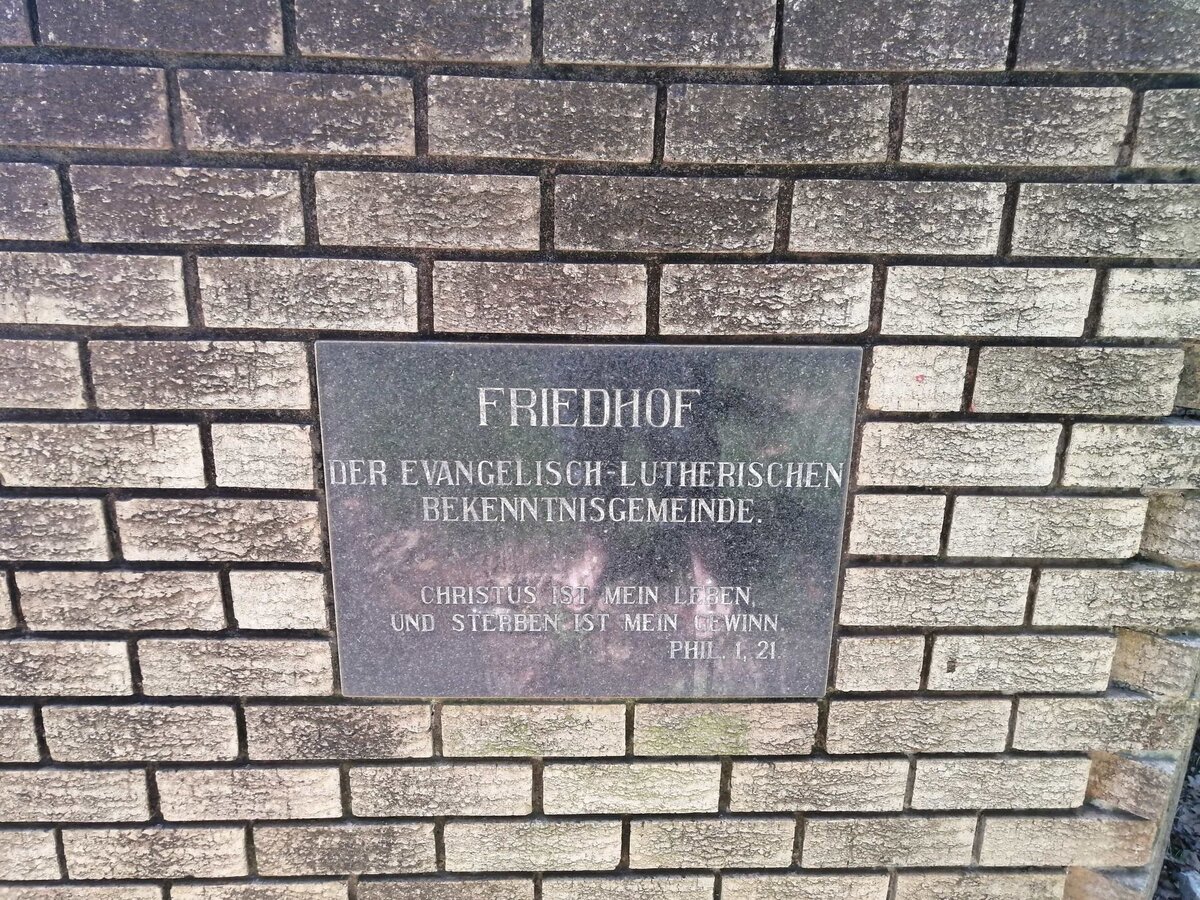 FRIEDHOF
DER EVANGELISCH-LUTHERISCHEN
BEKENNTNISGEMEINDE.
CHRISTUS IST MEIN LEBEN,
UND STERBEN IST MEIN GEWINN.
PHIL. 1, 21.